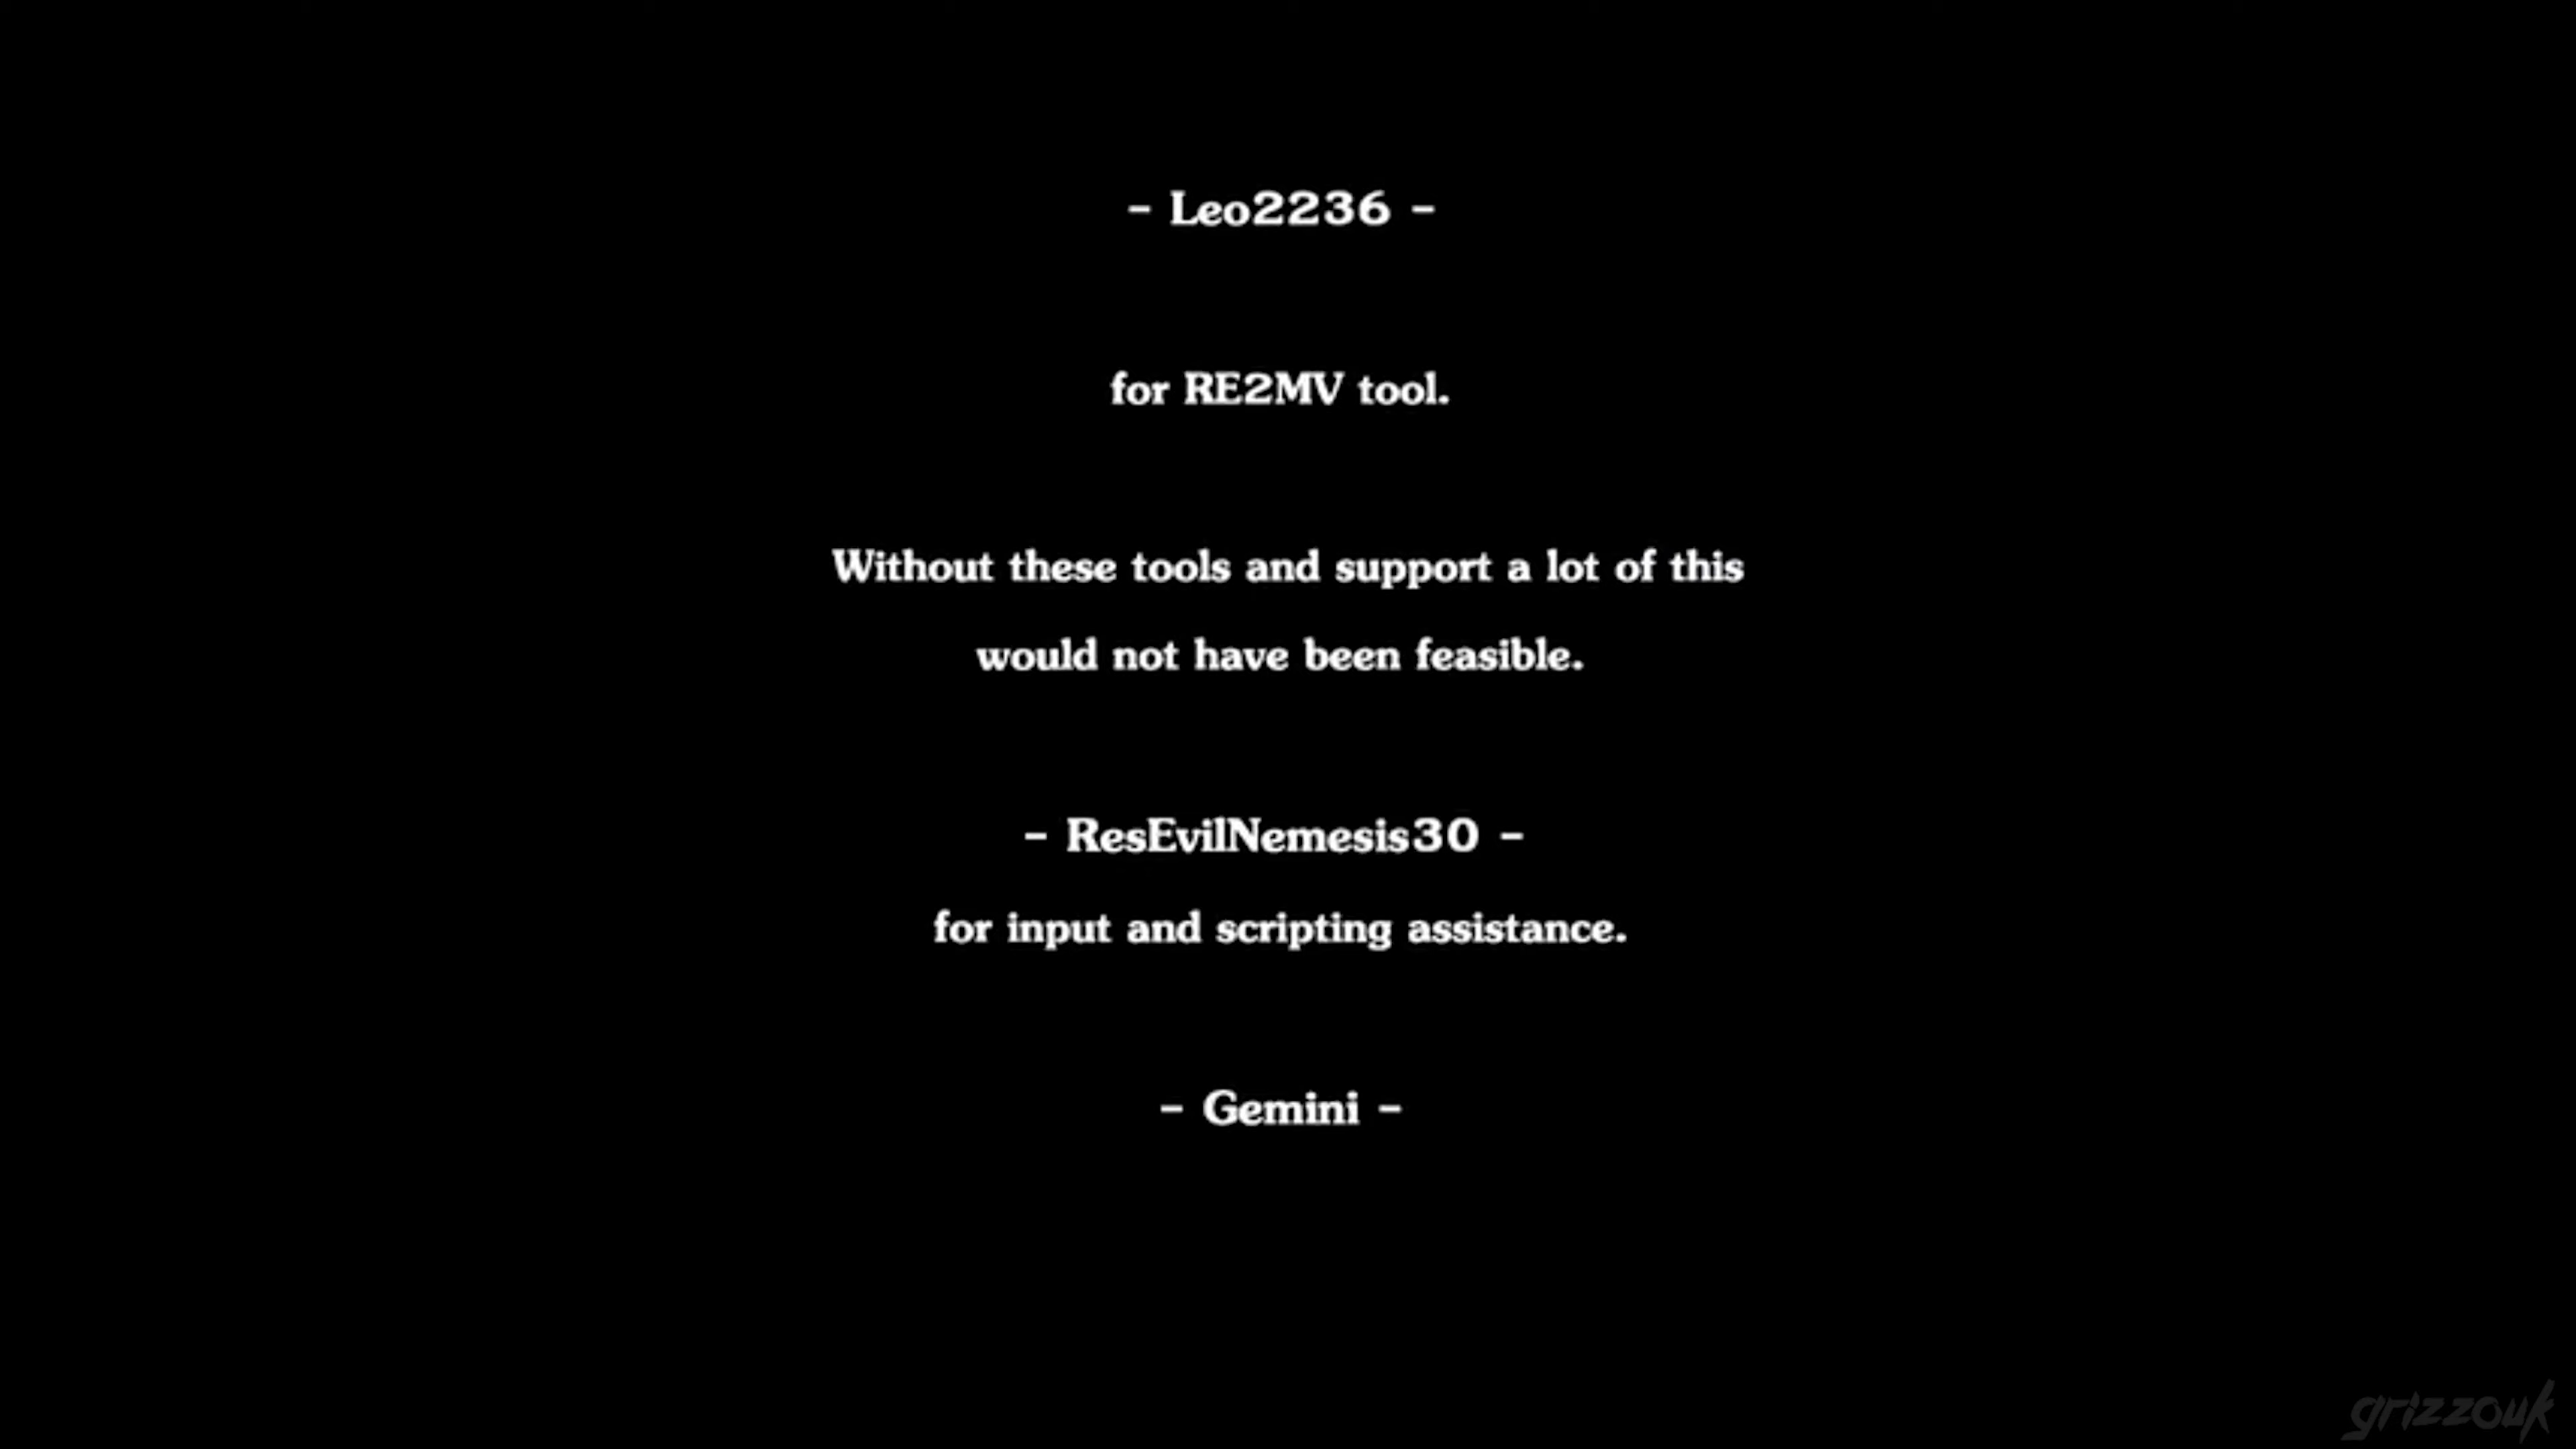 - Leo2236 -
for RE2MV tool.
Without these tools and support a lot of this
would not have been feasible.
- ResEvilNemesis30 -
for input and scripting assistance.
- Gemini -
grizzouk